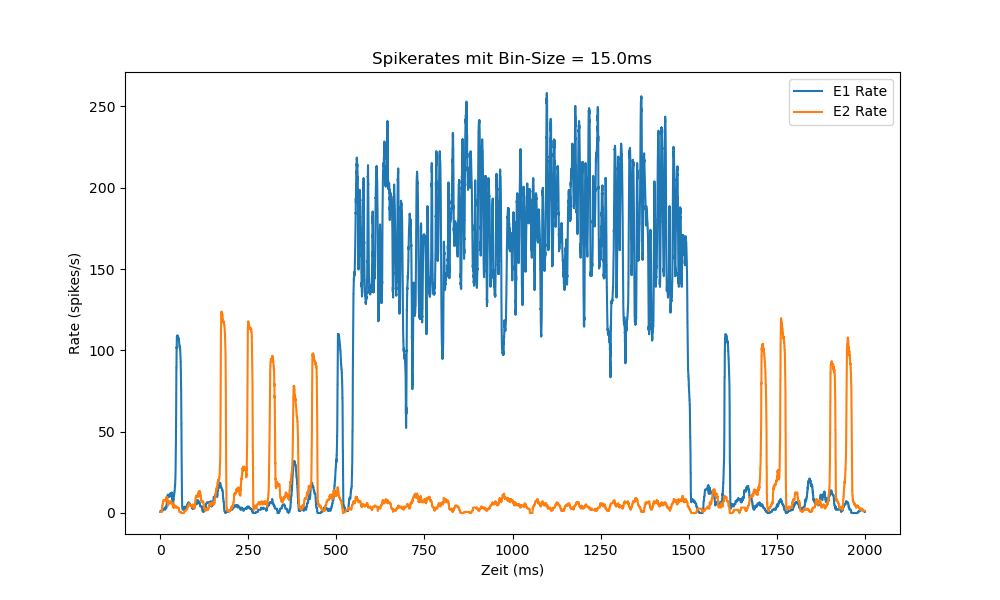 Spikerates mit Bin-Size = 15.0ms
E1 Rate
E2 Rate
Rate (spikes/s)
250
200
150
100
50
0
0 250 500 750 1000 1250 1500 1750 2000
Zeit (ms)